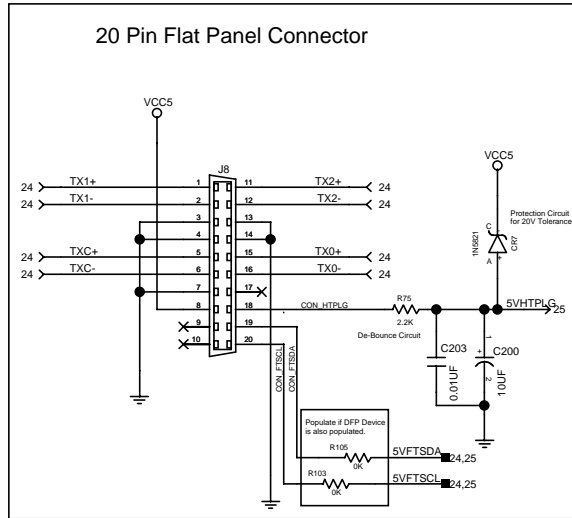 20 Pin Flat Panel Connector
VCC5
J8
24 TX1+ 1 11 TX2+ 24
24 TX1- 2 12 TX2- 24
3 13
4 14
24 TXC+ 5 15 TX0+ 24
24 TXC- 6 16 TX0- 24
7 17
8 18 CON_HTPLG
9 19
10 20
CON_FTSCL
CON_FTSDA
VCC5
Protection Circuit
for 20V Tolerance
1N5821
C
A
+
CR7
5VHTPLG
25
R75
2.2K
De-Bounce Circuit
C203
0.01UF
1
+
C200
2
10UF
Populate if DFP Device
is also populated.
R105
0K
5VFTSDA
24,25
R103
0K
5VFTSCL
24,25